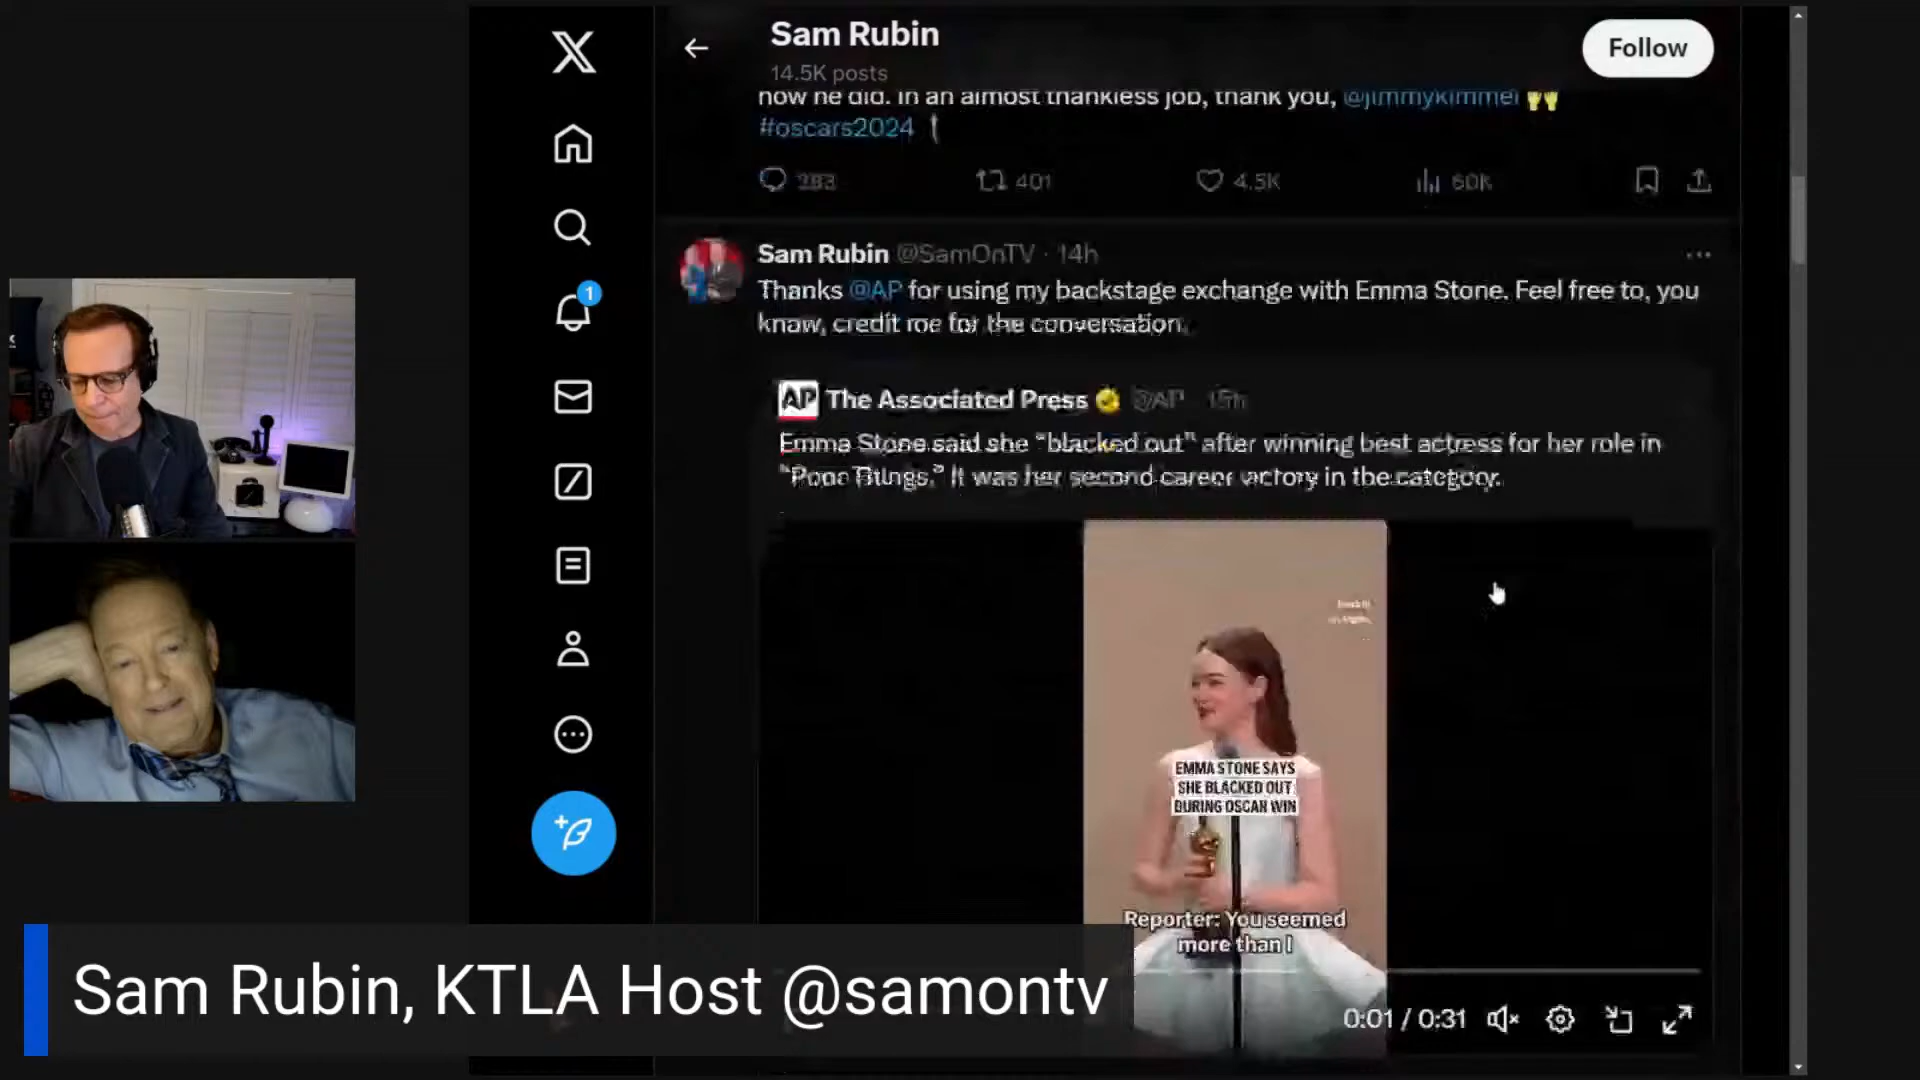 Sam Rubin
14.5K posts
Follow
how he did. In an almost thankless job, thank you, @jimmykimmel 🙌
#oscars2024
283
401
4.5K
60K
Sam Rubin @SamOnTV · 14h
Thanks @AP for using my backstage exchange with Emma Stone. Feel free to, you
know, credit me for the conversation.
AP The Associated Press @AP · 15h
Emma Stone said she "blacked out" after winning best actress for her role in
"Poor Things." It was her second career victory in the category.
1
EMMA STONE SAYS
SHE BLACKED OUT
DURING OSCAR WIN
Reporter: You seemed
more than I
0:01 / 0:31
Sam Rubin, KTLA Host @samontv